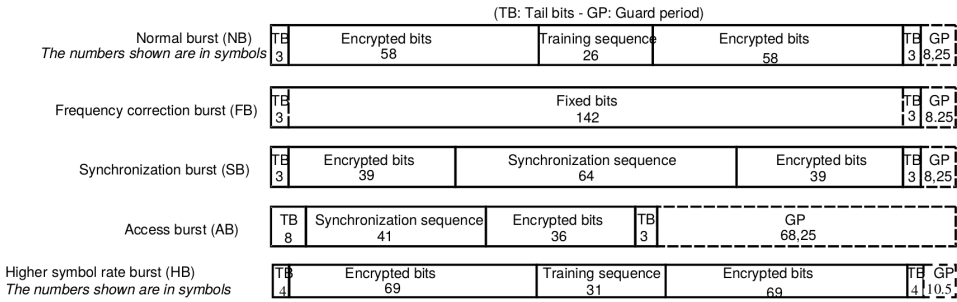 (TB: Tail bits - GP: Guard period)
Normal burst (NB)
The numbers shown are in symbols
TB Encrypted bits Training sequence Encrypted bits TB GP
3 58 26 58 3 8,25
Frequency correction burst (FB)
TB Fixed bits TB GP
3 142 3 8.25
Synchronization burst (SB)
TB Encrypted bits Synchronization sequence Encrypted bits TB GP
3 39 64 39 3 8,25
Access burst (AB)
TB Synchronization sequence Encrypted bits TB GP
8 41 36 3 68,25
Higher symbol rate burst (HB)
The numbers shown are in symbols
TB Encrypted bits Training sequence Encrypted bits TB GP
4 69 31 69 4 10.5